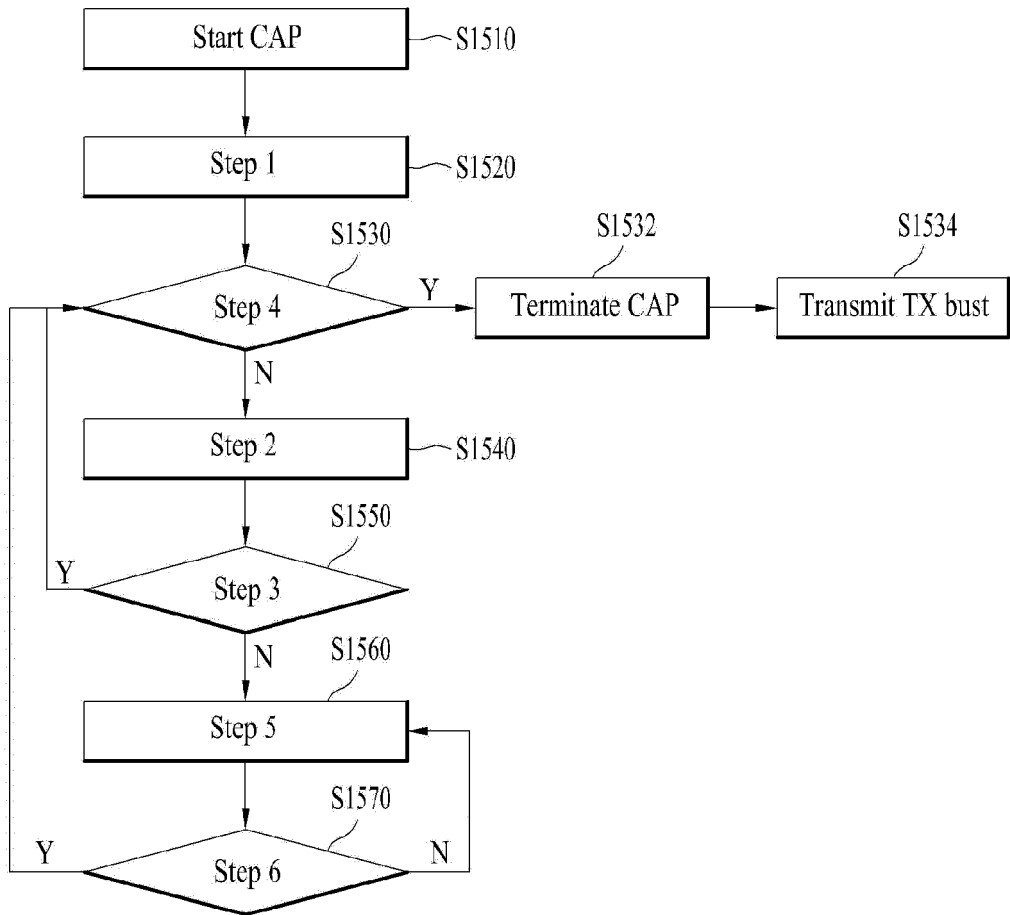 Start CAP
S1510
Step 1
S1520
S1530
Step 4
Y
N
S1532
Terminate CAP
S1534
Transmit TX bust
Step 2
S1540
S1550
Step 3
Y
N
S1560
Step 5
S1570
Step 6
Y
N